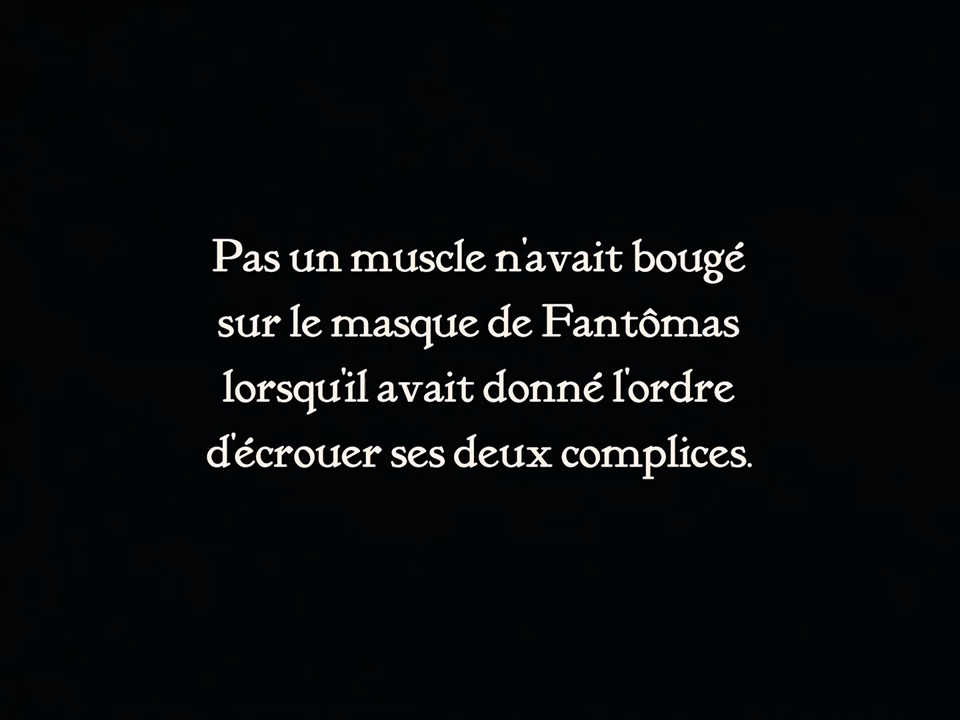 Pas un muscle n'avait bougé
sur le masque de Fantômas
lorsqu'il avait donné l'ordre
d'écrouer ses deux complices.